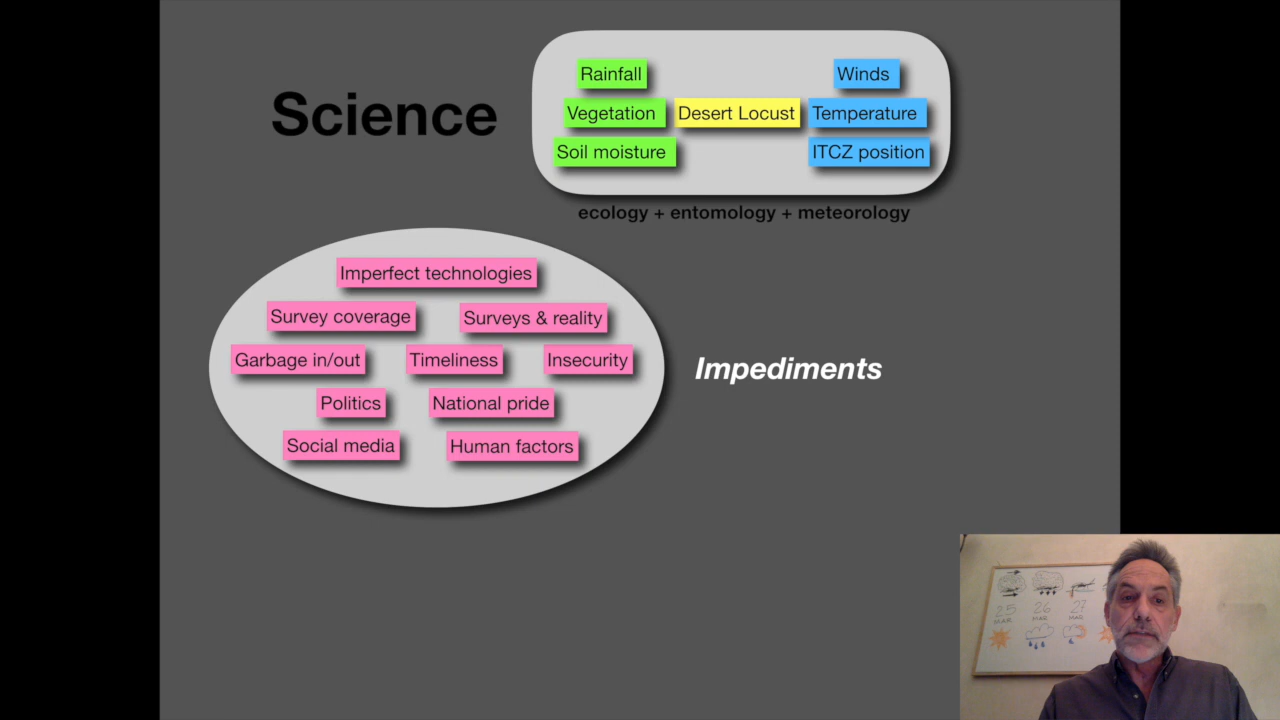 Science
Rainfall
Winds
Vegetation
Desert Locust
Temperature
Soil moisture
ITCZ position
ecology + entomology + meteorology
Imperfect technologies
Survey coverage
Surveys & reality
Garbage in/out
Timeliness
Insecurity
Impediments
Politics
National pride
Social media
Human factors
25 26 27
MAR MAR MAR